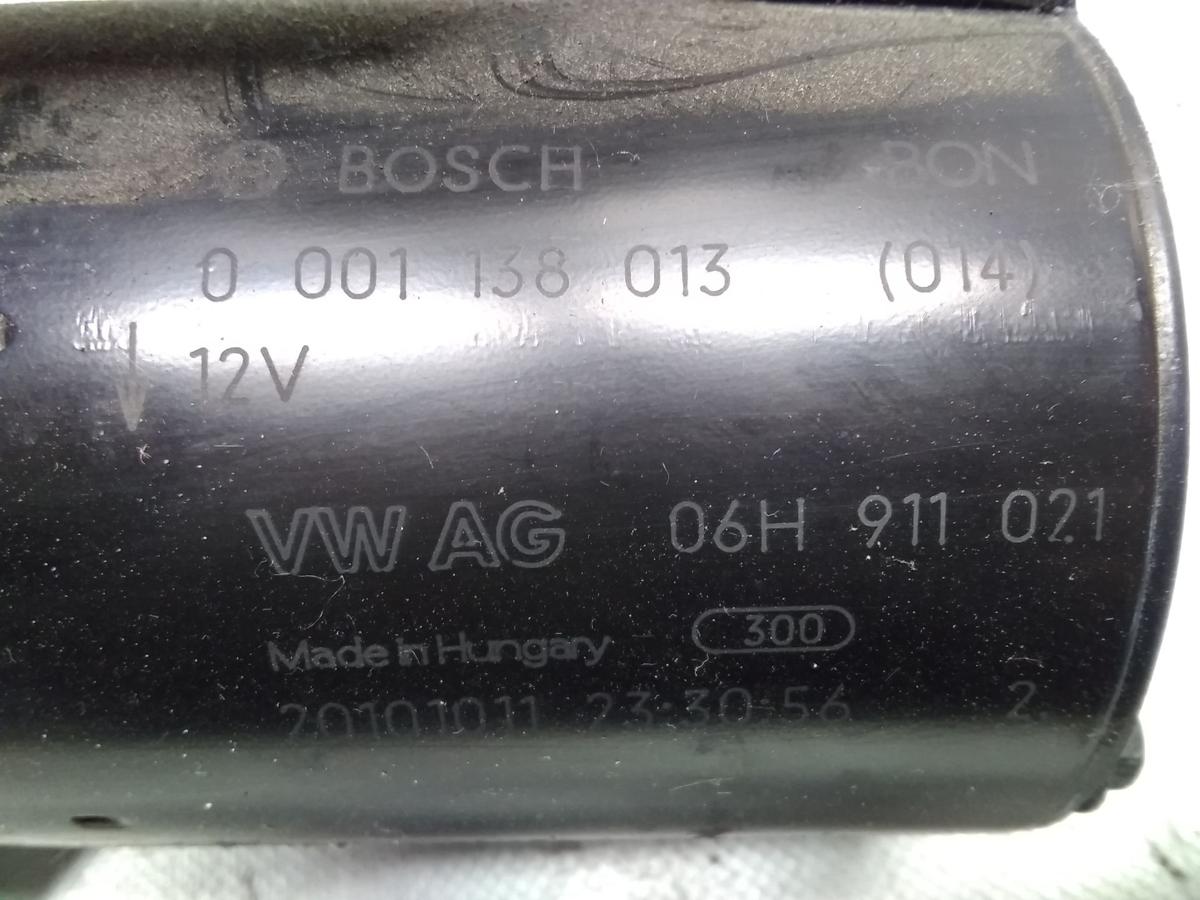 BOSCH BON
0 001 138 013 (014)
12V
VW AG 06H 911 021
Made in Hungary 300
20101011 23:30:56 2